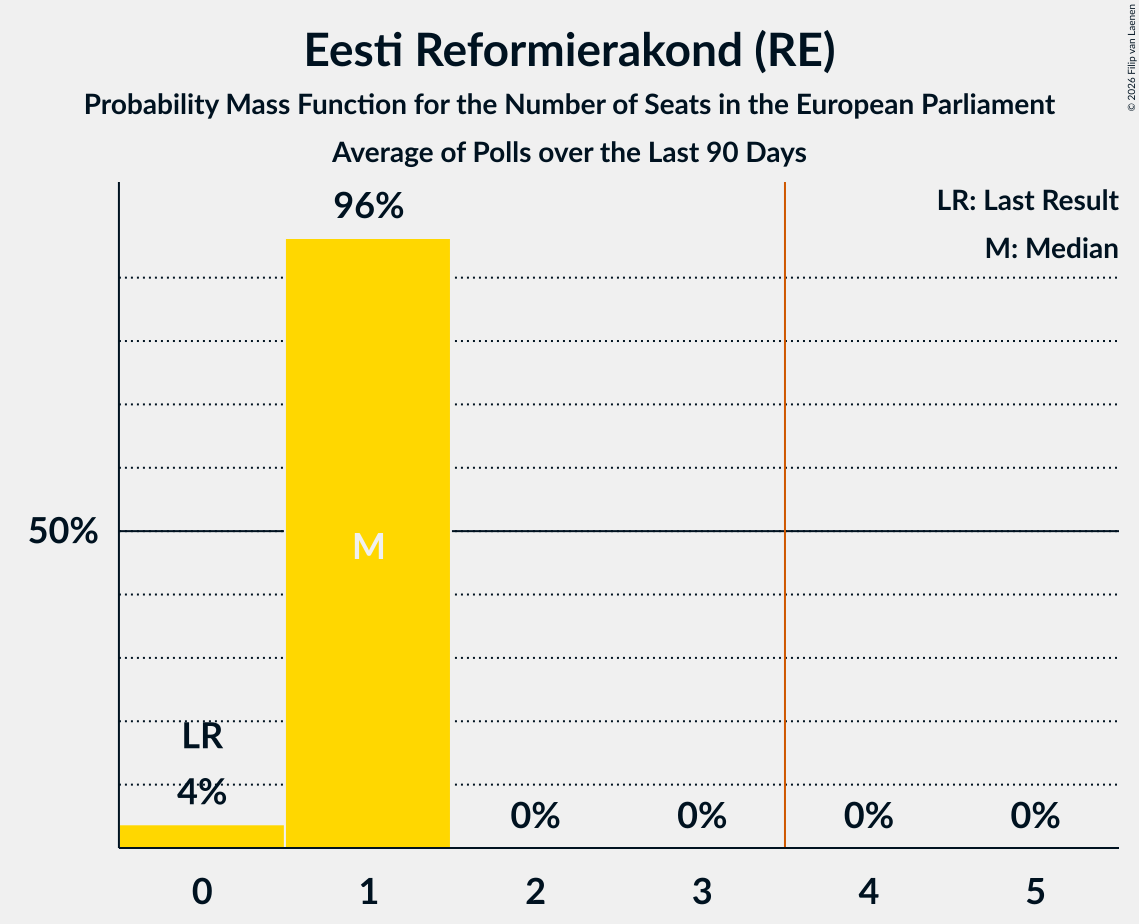 Eesti Reformierakond (RE)
Probability Mass Function for the Number of Seats in the European Parliament
Average of Polls over the Last 90 Days
© 2026 Filip van Laenen
LR: Last Result
M: Median
96%
50%
M
LR
4%
0%
0%
0%
0%
0
1
2
3
4
5